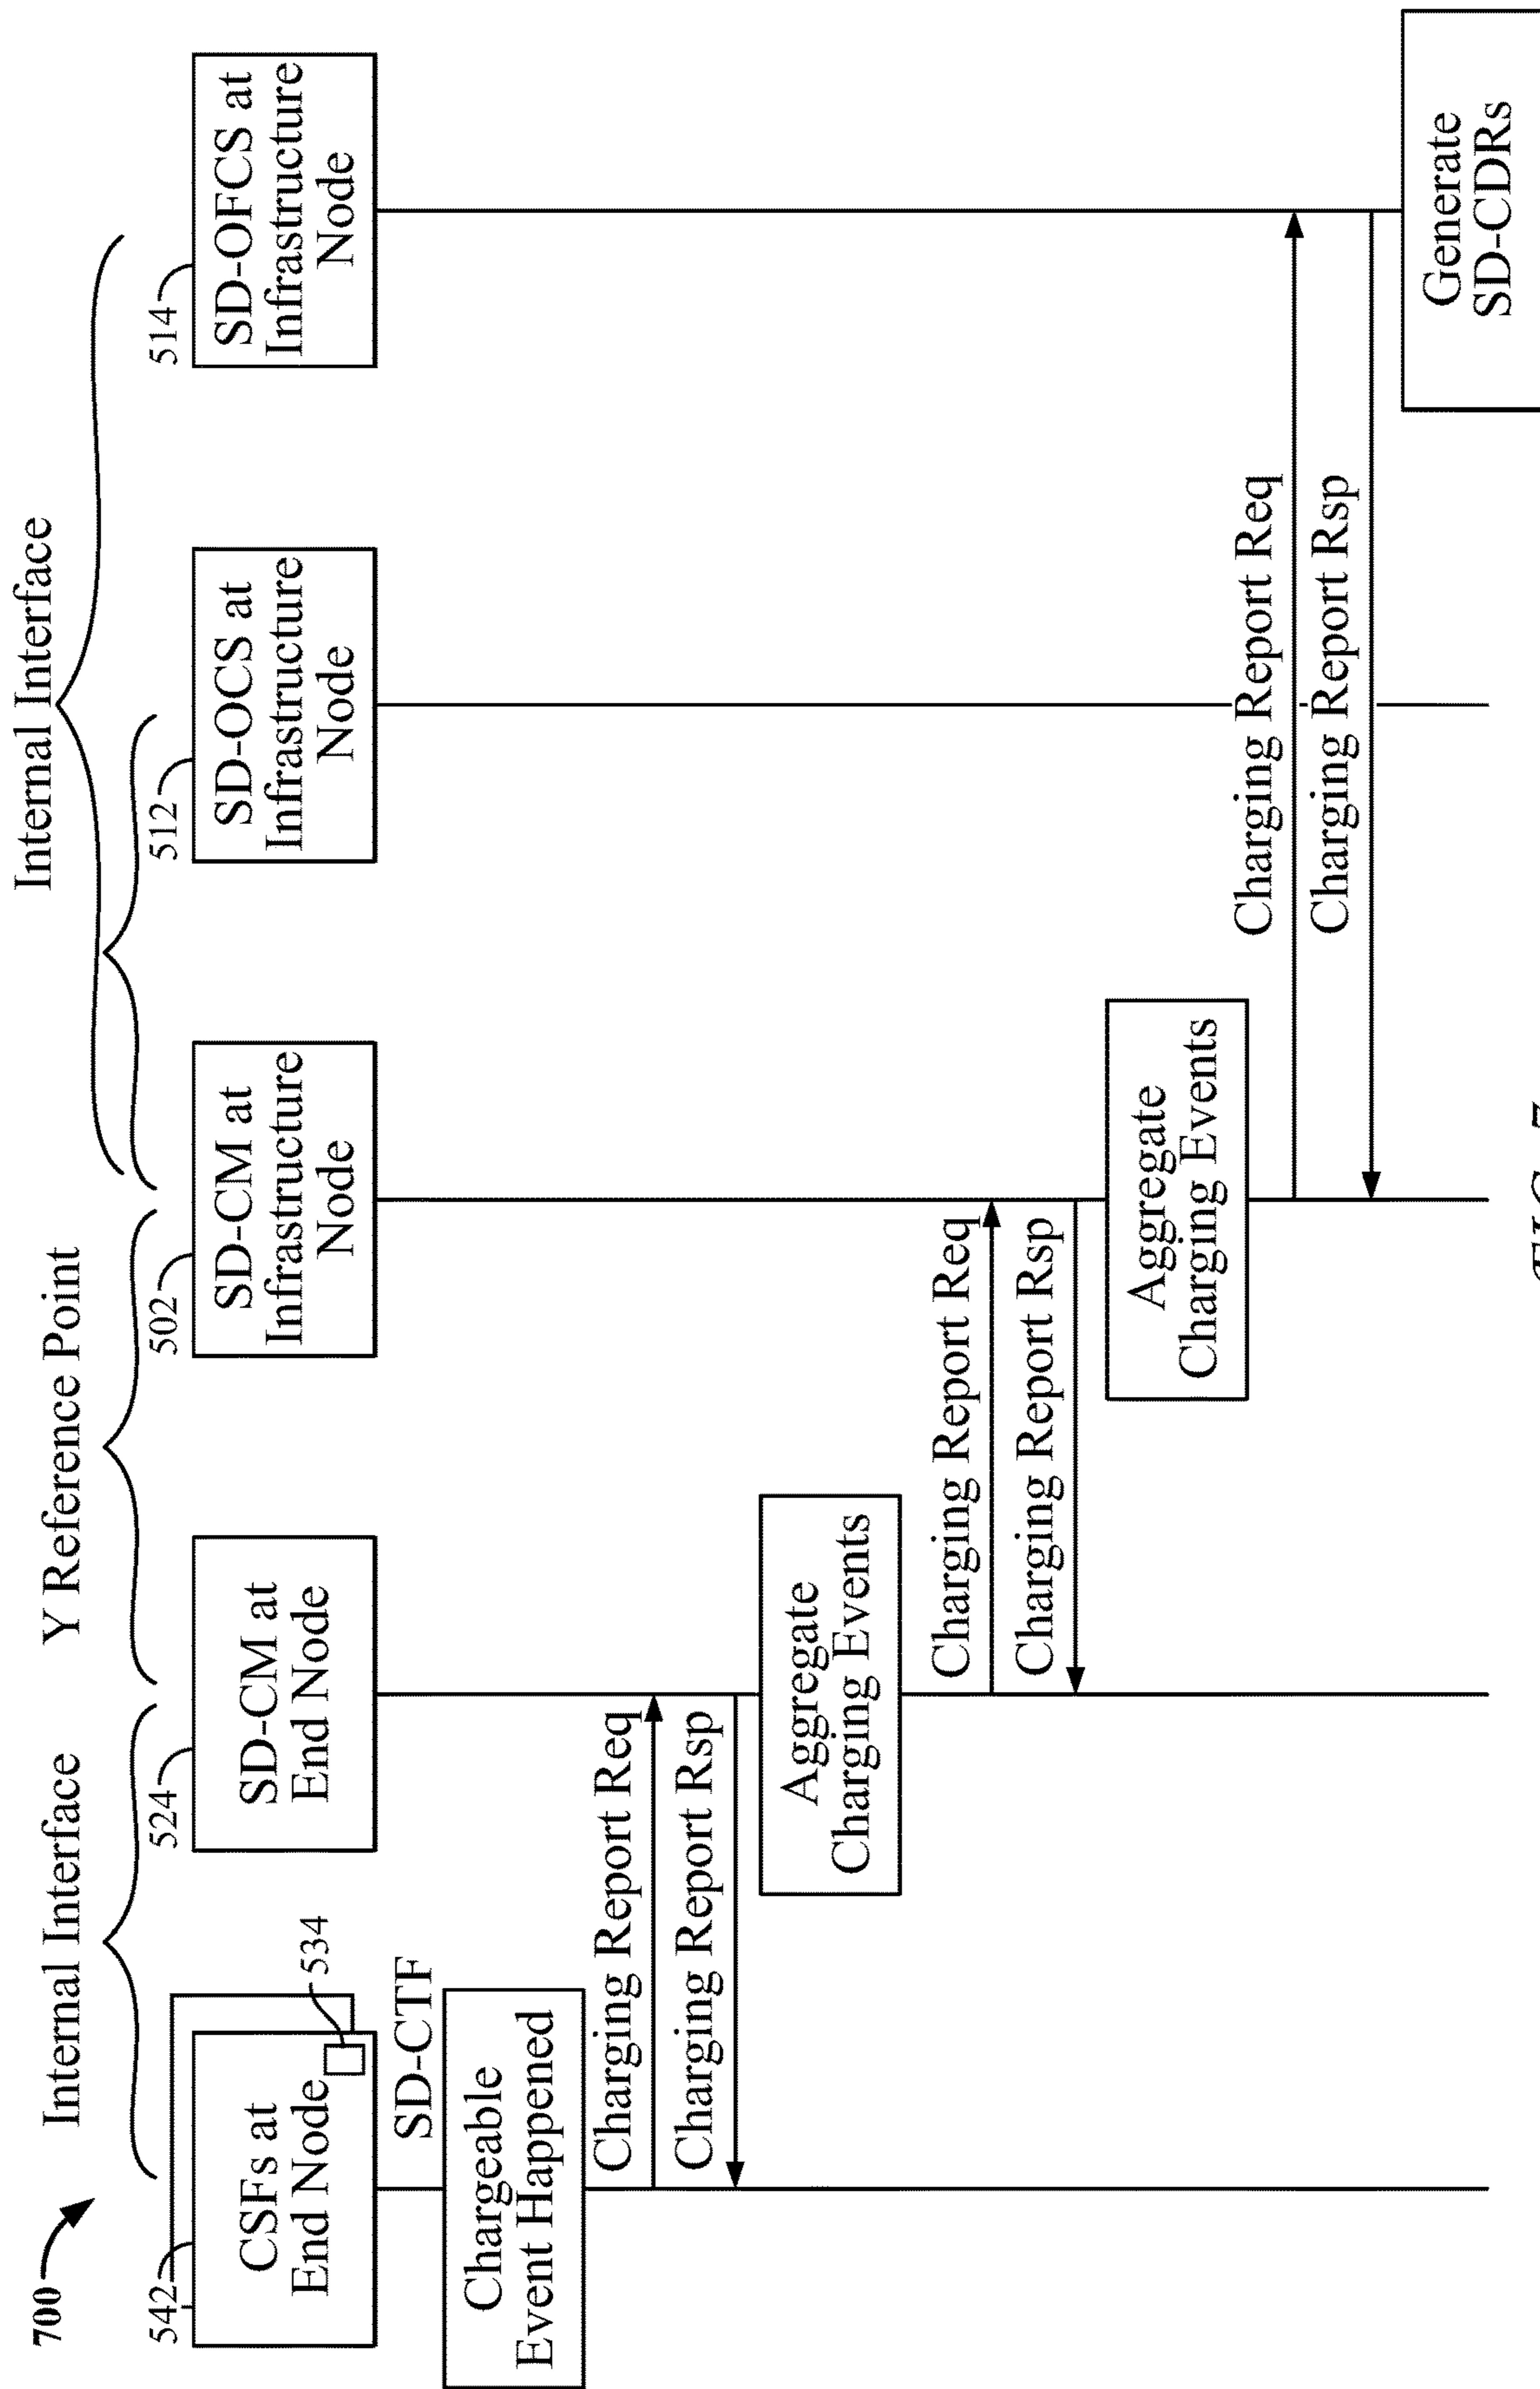 700
Internal Interface
Y Reference Point
Internal Interface
542
524
502
512
514
CSFs at
End Node
534
SD-CM at
End Node
SD-CM at
Infrastructure
Node
SD-OCS at
Infrastructure
Node
SD-OFCS at
Infrastructure
Node
SD-CTF
Chargeable
Event Happened
Charging Report Req
Charging Report Rsp
Aggregate
Charging Events
Charging Report Req
Charging Report Rsp
Aggregate
Charging Events
Charging Report Req
Charging Report Rsp
Generate
SD-CDRs